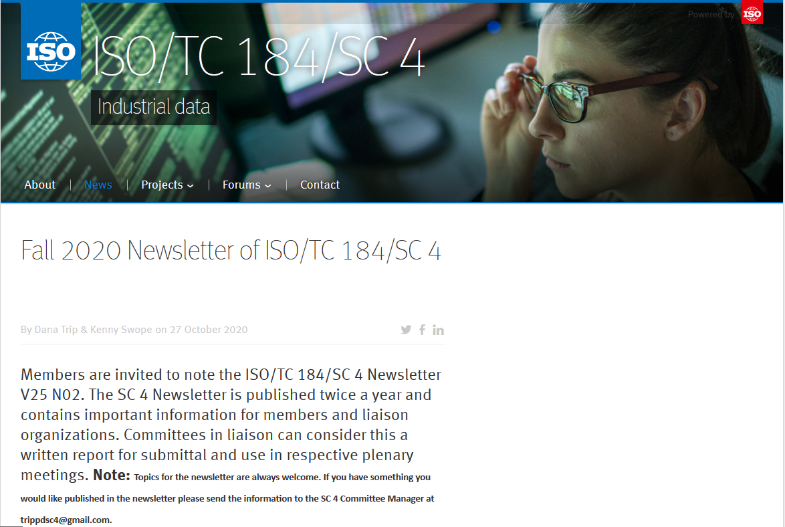 Powered by ISO
ISO
ISO/TC 184/SC 4
Industrial data
About | News | Projects | Forums | Contact
Fall 2020 Newsletter of ISO/TC 184/SC 4
By Dana Trip & Kenny Swope on 27 October 2020
Members are invited to note the ISO/TC 184/SC 4 Newsletter
V25 N02. The SC 4 Newsletter is published twice a year and
contains important information for members and liaison
organizations. Committees in liaison can consider this a
written report for submittal and use in respective plenary
meetings. Note: Topics for the newsletter are always welcome. If you have something you
would like published in the newsletter please send the information to the SC 4 Committee Manager at
trippdsc4@gmail.com.